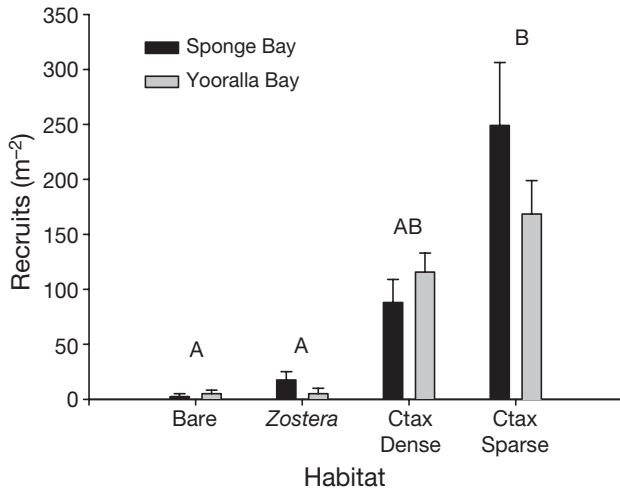 350
300
250
200
150
100
50
0
Recruits (m⁻²)
Sponge Bay
Yooralla Bay
A
A
AB
B
Bare
Zostera
Ctax
Dense
Ctax
Sparse
Habitat